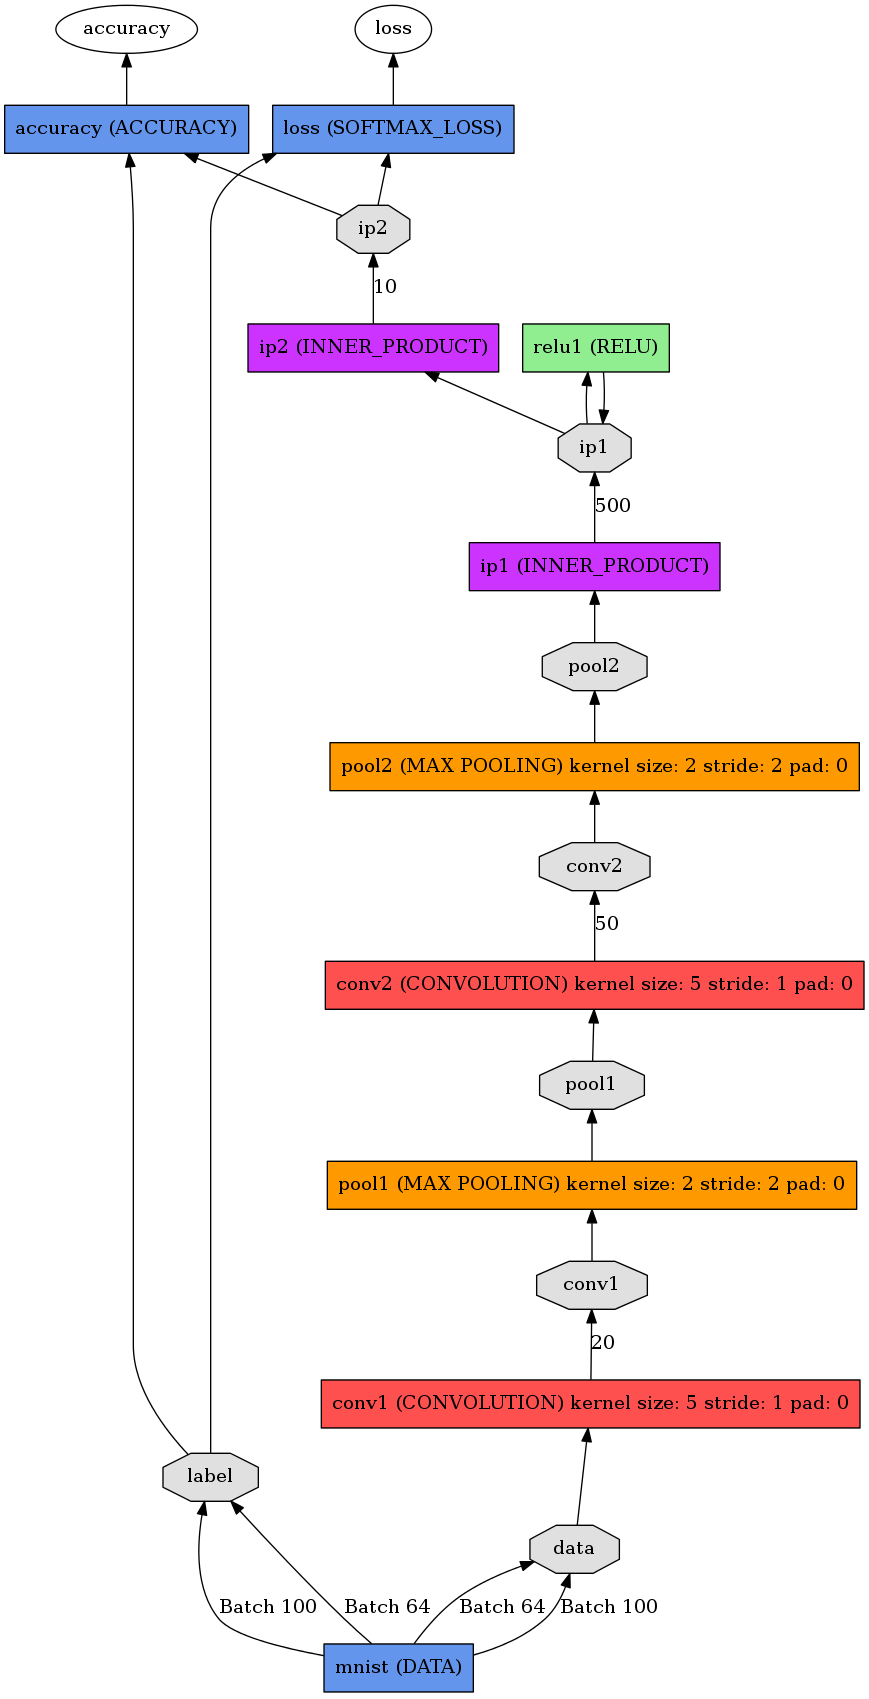 accuracy
loss
accuracy (ACCURACY)
loss (SOFTMAX_LOSS)
ip2
10
ip2 (INNER_PRODUCT)
relu1 (RELU)
ip1
500
ip1 (INNER_PRODUCT)
pool2
pool2 (MAX POOLING) kernel size: 2 stride: 2 pad: 0
conv2
50
conv2 (CONVOLUTION) kernel size: 5 stride: 1 pad: 0
pool1
pool1 (MAX POOLING) kernel size: 2 stride: 2 pad: 0
conv1
20
conv1 (CONVOLUTION) kernel size: 5 stride: 1 pad: 0
label
data
Batch 100
Batch 64
Batch 64
Batch 100
mnist (DATA)